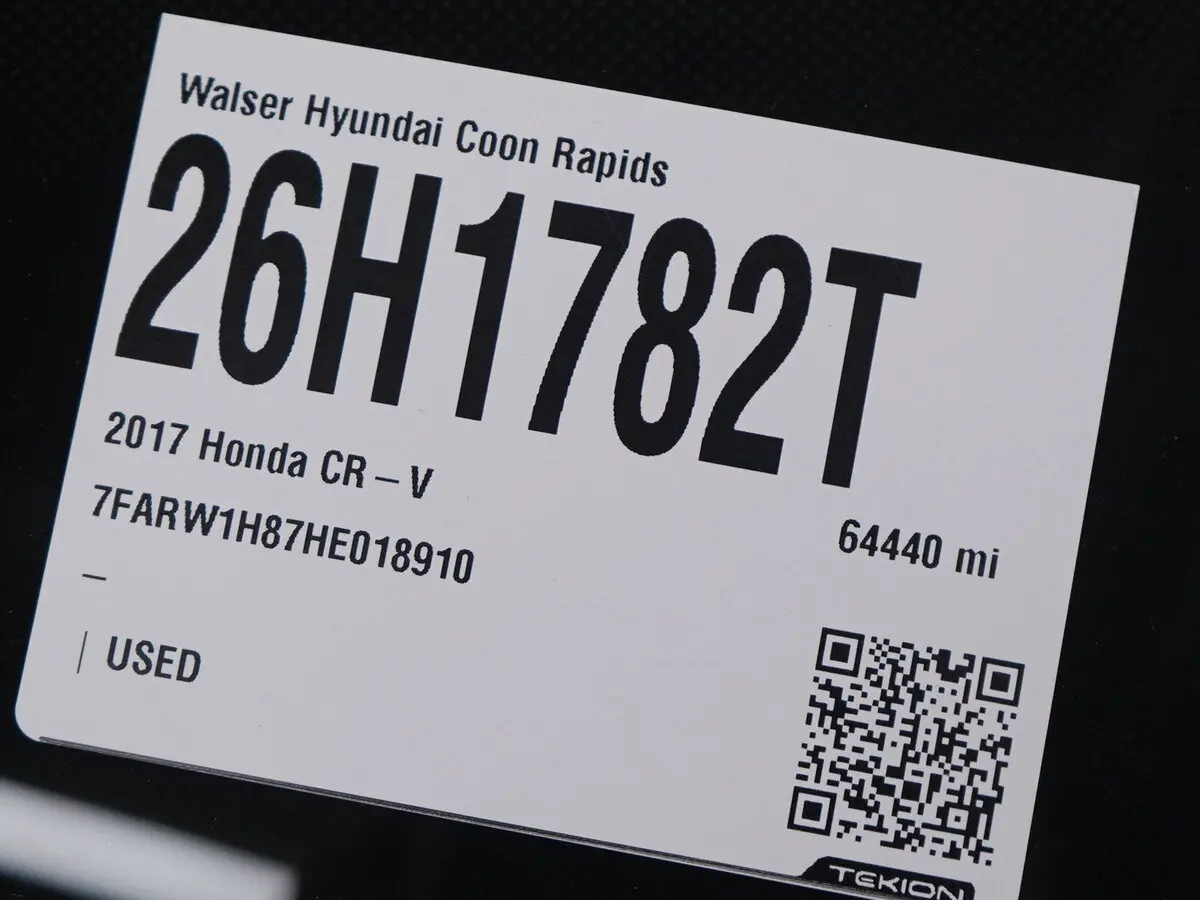 Walser Hyundai Coon Rapids
26H1782T
2017 Honda CR – V
7FARW1H87HE018910
64440 mi
–
| USED
TEKION